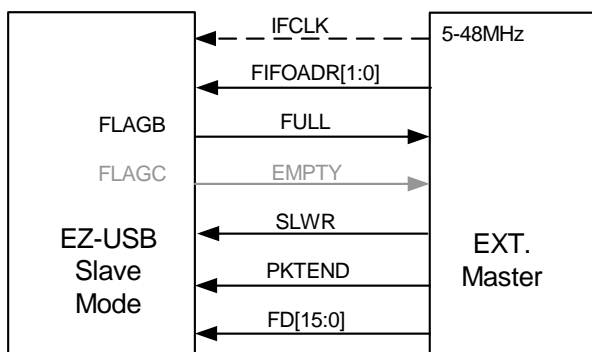 IFCLK
5-48MHz
FIFOADR[1:0]
FLAGB
FULL
FLAGC
EMPTY
SLWR
EZ-USB
Slave
Mode
EXT.
Master
PKTEND
FD[15:0]